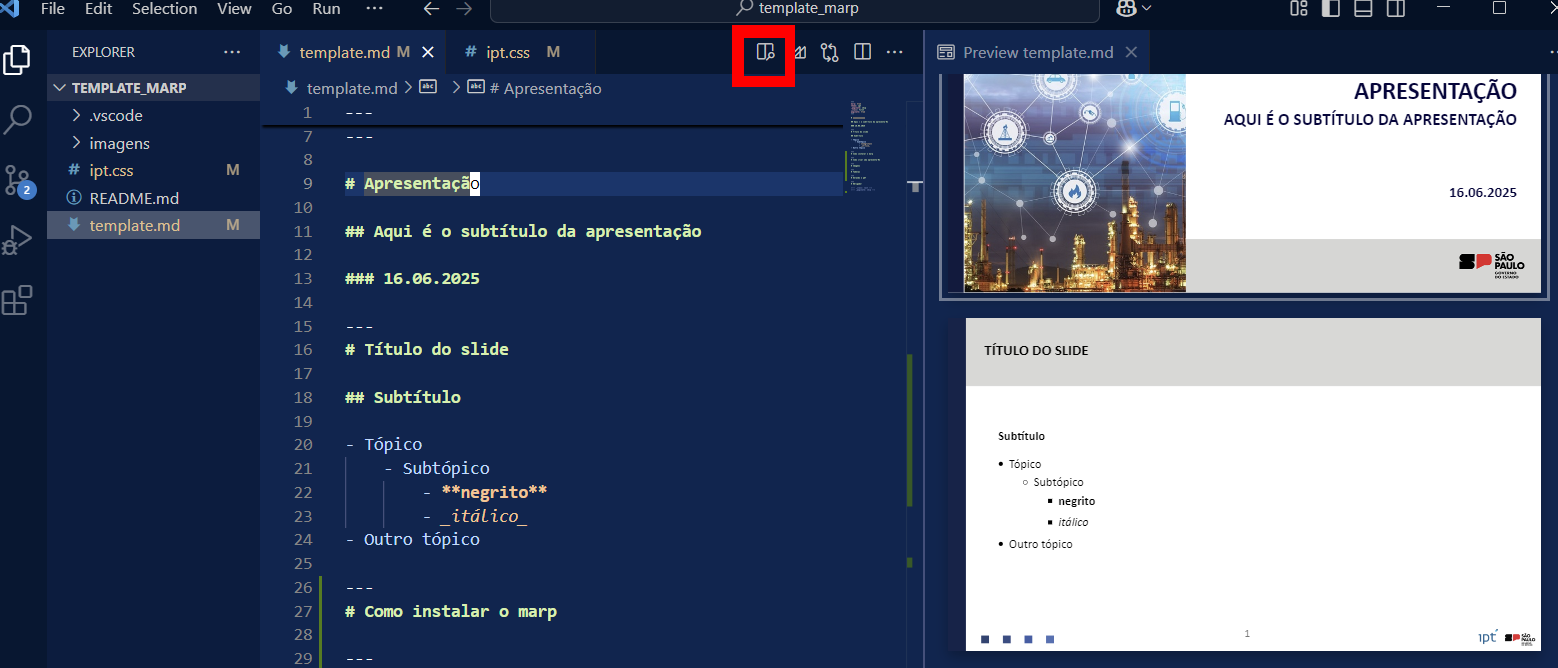 File Edit Selection View Go Run ··· template_marp
EXPLORER ···
TEMPLATE_MARP
.vscode
imagens
# ipt.css M
README.md
template.md M
2
template.md M
# ipt.css M
template.md > abc > abc # Apresentação
1 ---
7 ---
8
9 # Apresentação
10
11 ## Aqui é o subtítulo da apresentação
12
13 ### 16.06.2025
14
15 ---
16 # Título do slide
17
18 ## Subtítulo
19
20 - Tópico
21 - Subtópico
22 - **negrito**
23 - _itálico_
24 - Outro tópico
25
26 ---
27 # Como instalar o marp
28
29 ---
Preview template.md
APRESENTAÇÃO
AQUI É O SUBTÍTULO DA APRESENTAÇÃO
16.06.2025
SÃO
PAULO
GOVERNO
DO ESTADO
TÍTULO DO SLIDE
Subtítulo
• Tópico
○ Subtópico
▪ negrito
▪ itálico
• Outro tópico
1
ipt
SÃO
PAULO